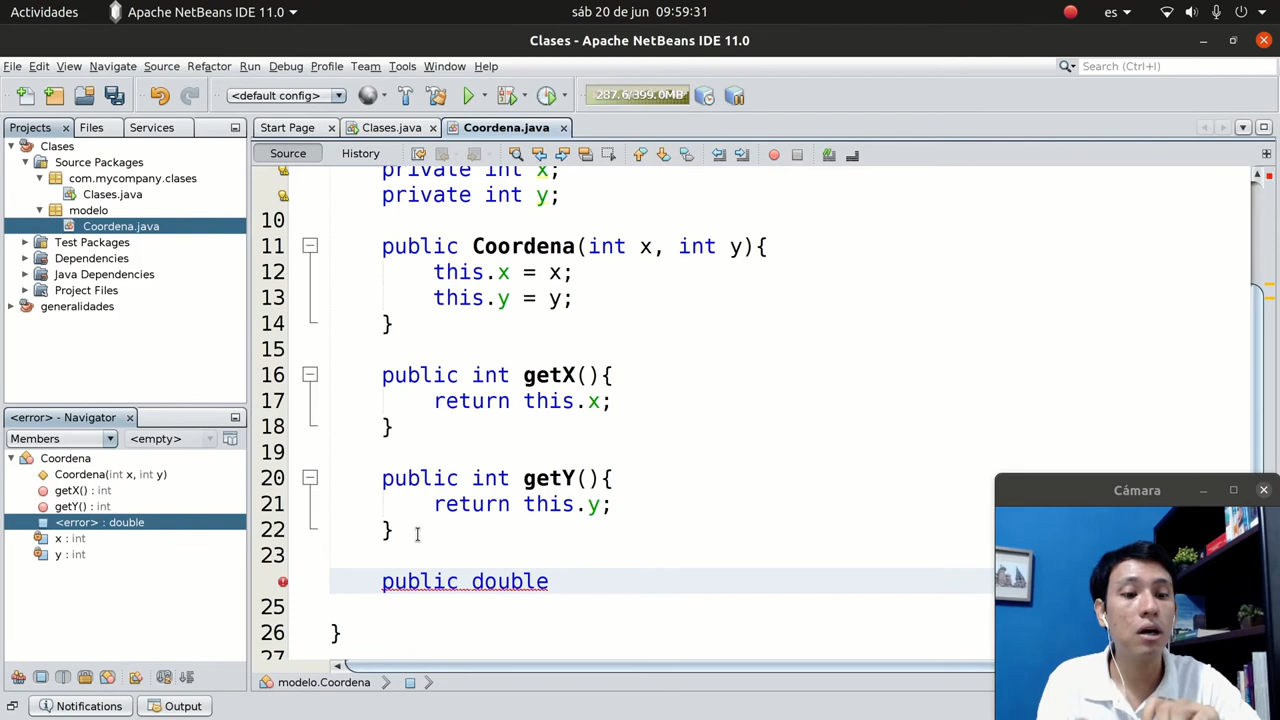 Actividades
Apache NetBeans IDE 11.0
sáb 20 de jun 09:59:31
es
Clases - Apache NetBeans IDE 11.0
File Edit View Navigate Source Refactor Run Debug Profile Team Tools Window Help
Search (Ctrl+I)
<default config>
287.6/399.0MB
Projects
Files
Services
Start Page
Clases.java
Coordena.java
Source
History
Clases
Source Packages
com.mycompany.clases
Clases.java
modelo
Coordena.java
Test Packages
Dependencies
Java Dependencies
Project Files
generalidades
<error> - Navigator
Members
<empty>
Coordena
Coordena(int x, int y)
getX() : int
getY() : int
<error> : double
x : int
y : int
private int x;
private int y;
10
11 public Coordena(int x, int y){
12 this.x = x;
13 this.y = y;
14 }
15
16 public int getX(){
17 return this.x;
18 }
19
20 public int getY(){
21 return this.y;
22 }
23
public double
25
26 }
27
modelo.Coordena
Notifications
Output
Cámara